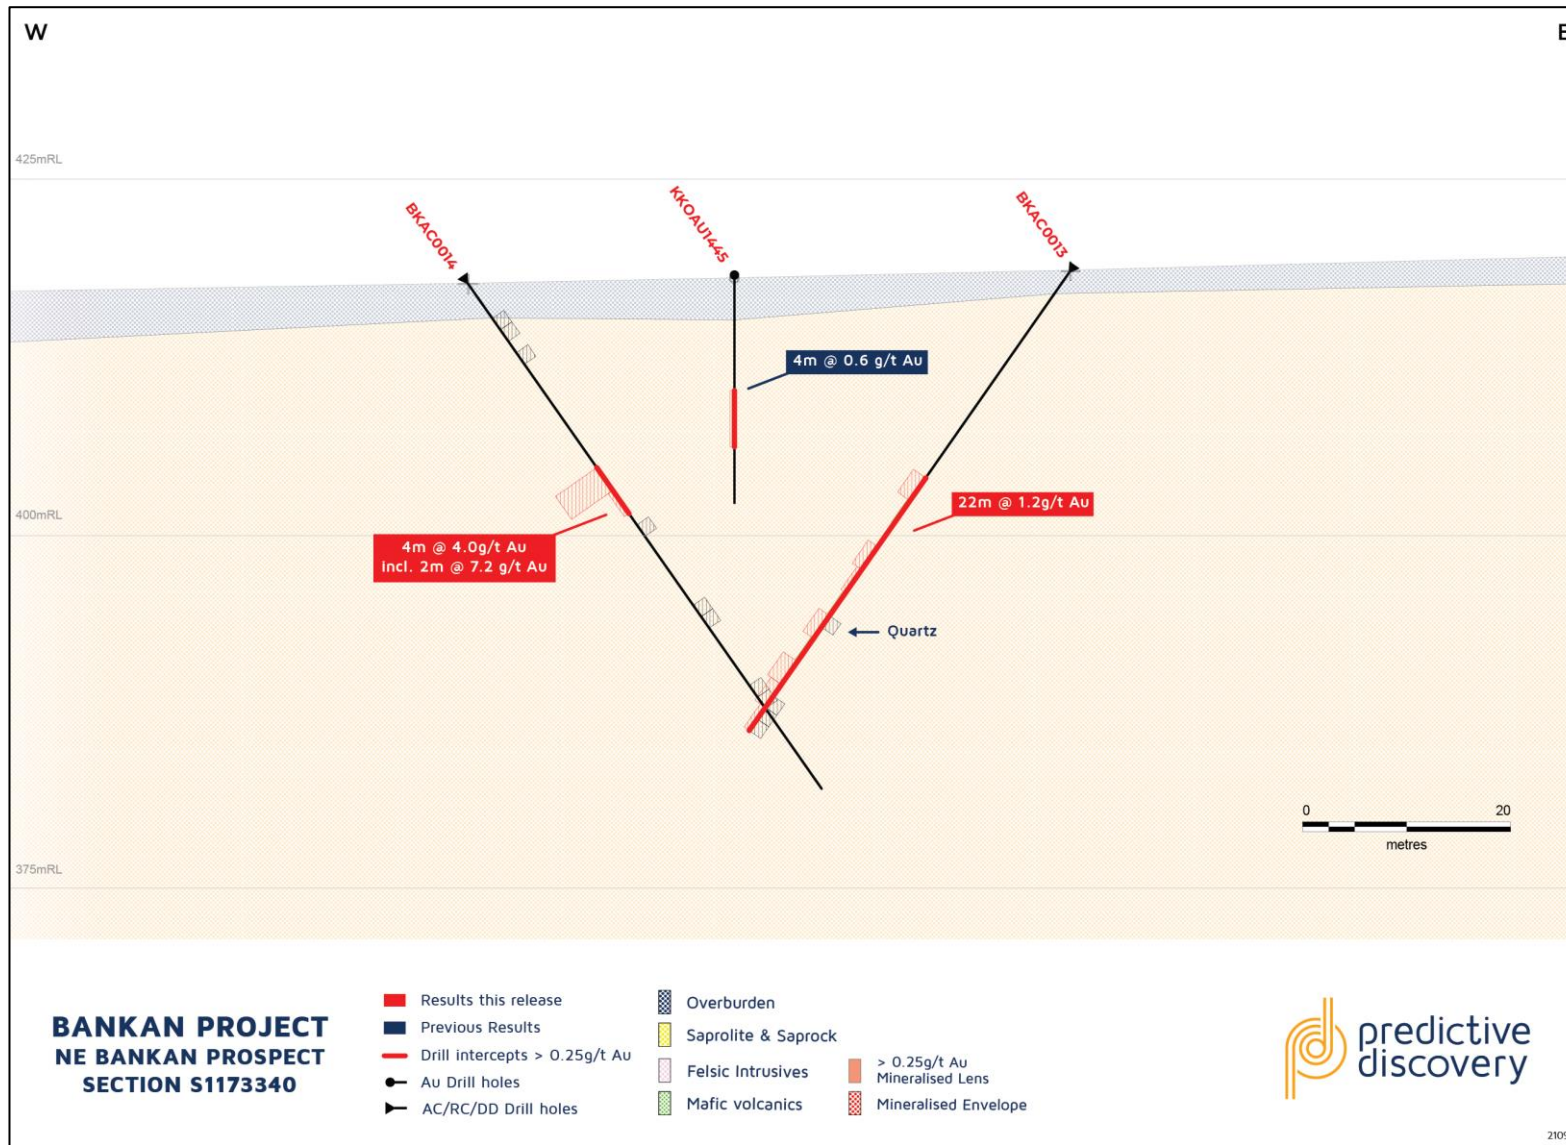 W
E
425mRL
BKAC0014
KKOAU1445
BKAC0013
4m @ 0.6 g/t Au
400mRL
22m @ 1.2g/t Au
4m @ 4.0g/t Au
incl. 2m @ 7.2 g/t Au
Quartz
0 20
metres
375mRL
BANKAN PROJECT
NE BANKAN PROSPECT
SECTION S1173340
Results this release
Previous Results
Drill intercepts > 0.25g/t Au
Au Drill holes
AC/RC/DD Drill holes
Overburden
Saprolite & Saprock
Felsic Intrusives
Mafic volcanics
> 0.25g/t Au
Mineralised Lens
Mineralised Envelope
predictive
discovery
2109